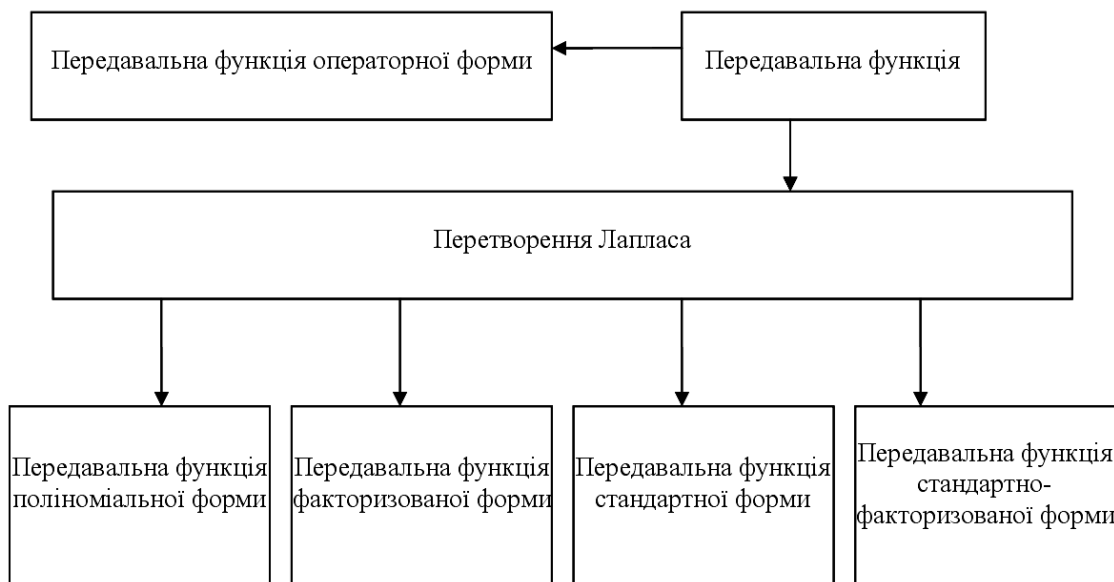 Передавальна функція операторної форми
Передавальна функція
Перетворення Лапласа
Передавальна функція
поліноміальної форми
Передавальна функція
факторизованої форми
Передавальна функція
стандартної форми
Передавальна функція
стандартно-
факторизованої форми